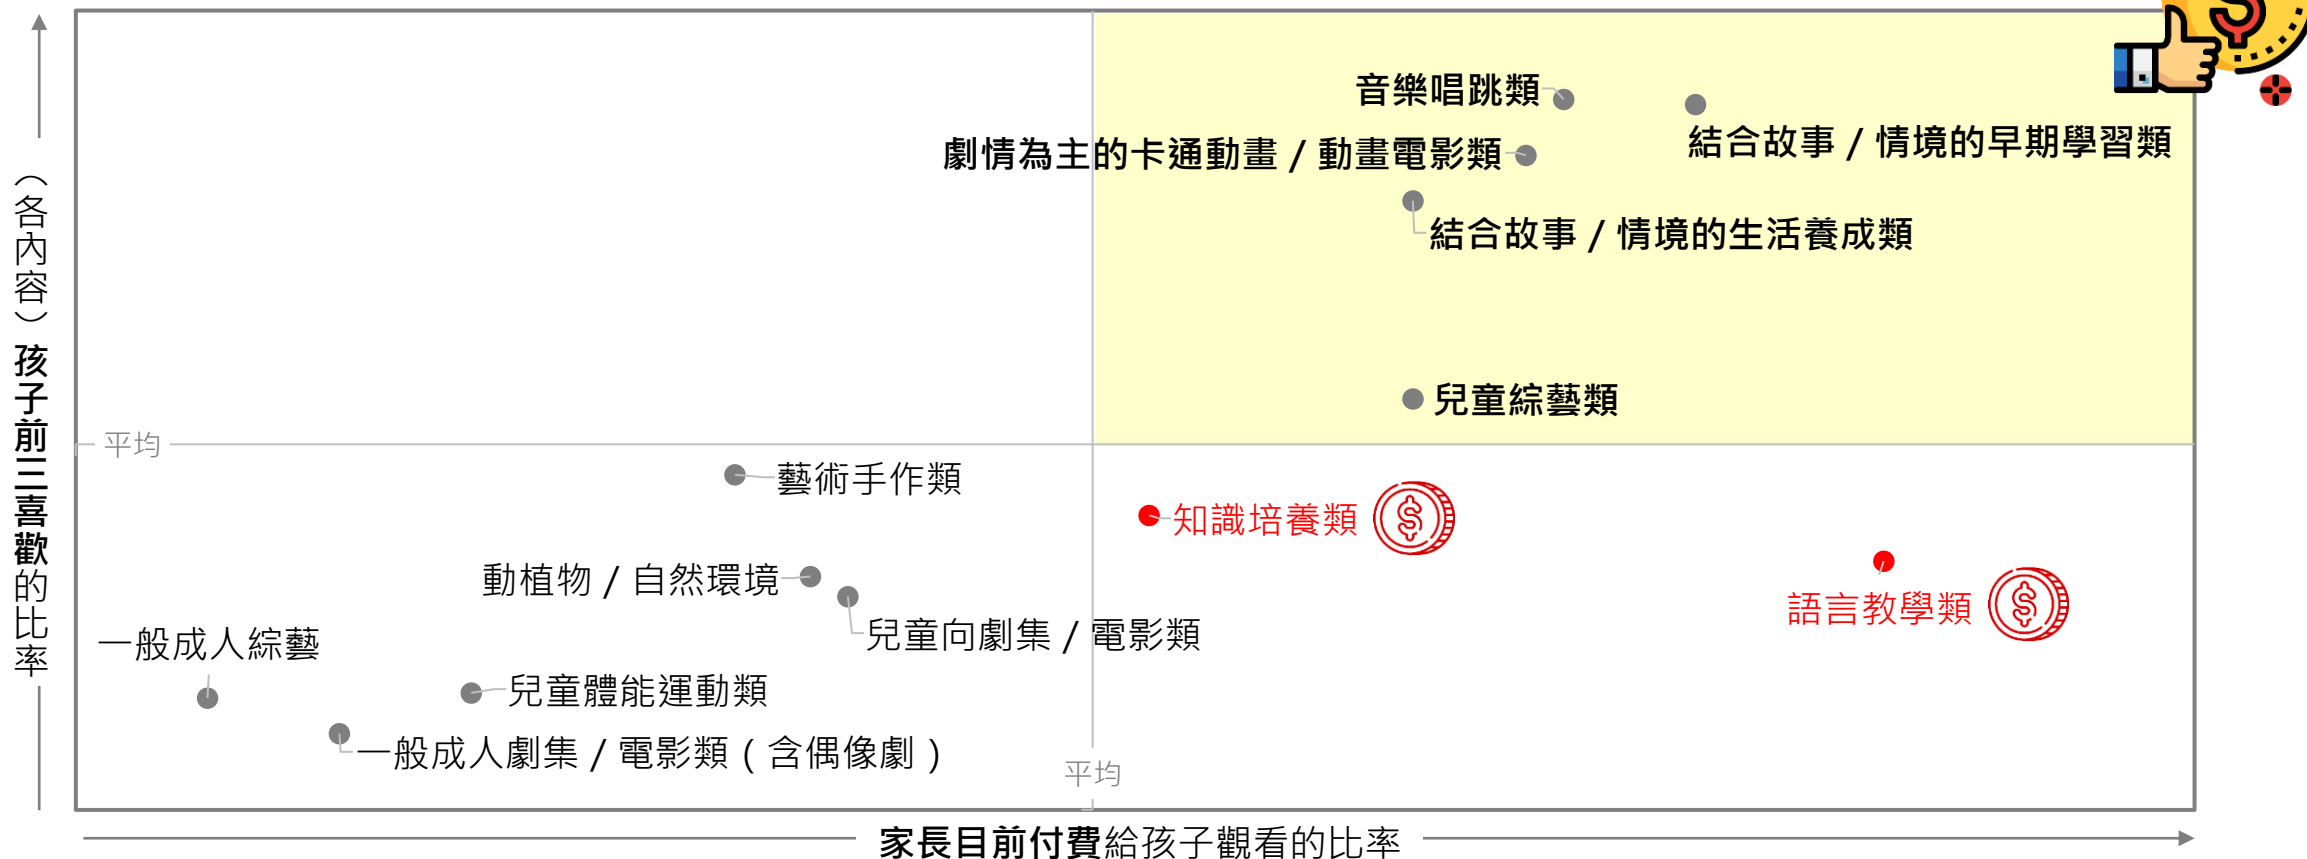 （各內容）孩子前三喜歡的比率
音樂唱跳類
結合故事 / 情境的早期學習類
劇情為主的卡通動畫 / 動畫電影類
結合故事 / 情境的生活養成類
兒童綜藝類
平均
藝術手作類
知識培養類
動植物 / 自然環境
語言教學類
兒童向劇集 / 電影類
一般成人綜藝
兒童體能運動類
一般成人劇集 / 電影類 ( 含偶像劇 )
平均
家長目前付費給孩子觀看的比率